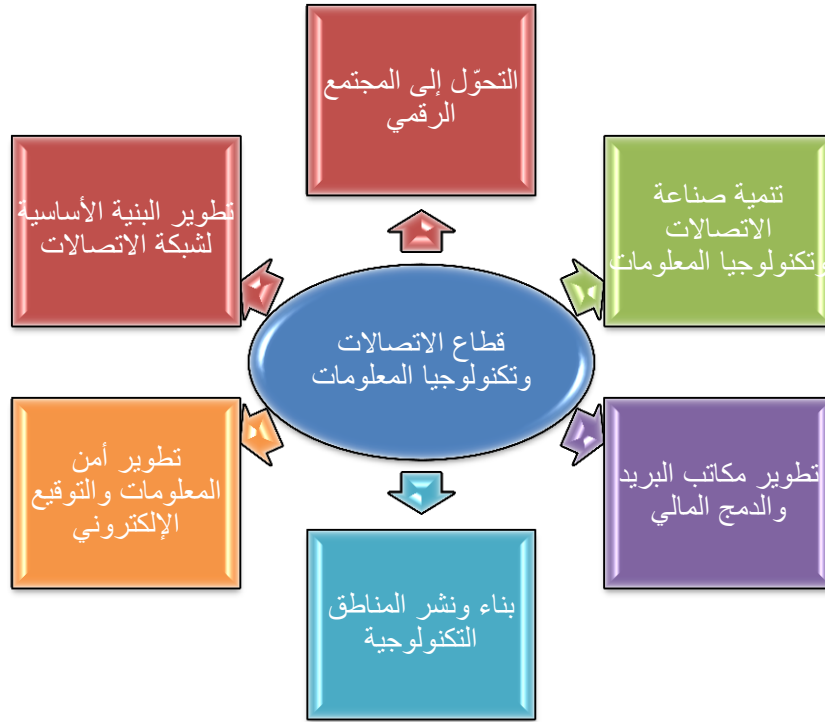 التحوّل إلى المجتمع
الرقمي
تنمية صناعة
الاتصالات
وتكنولوجيا المعلومات
تطوير البنية الأساسية
لشبكة الاتصالات
قطاع الاتصالات
وتكنولوجيا المعلومات
تطوير مكاتب البريد
والدمج المالي
تطوير أمن
المعلومات والتوقيع
الإلكتروني
بناء ونشر المناطق
التكنولوجية